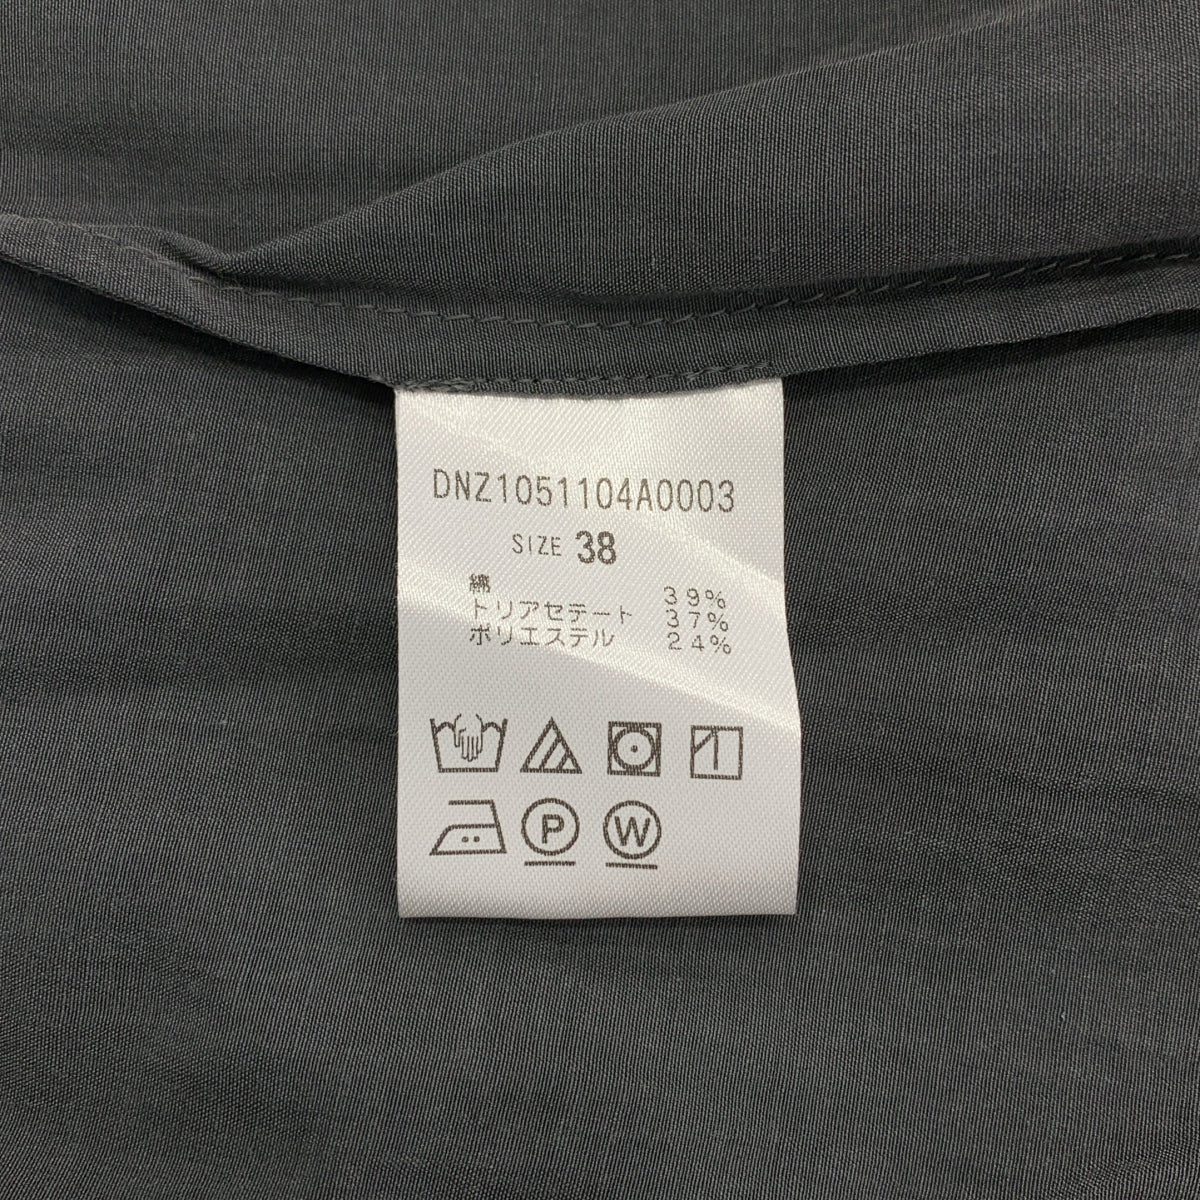 DNZ1051104A0003
SIZE 38
綿 39%
トリアセテート 37%
ポリエステル 24%
P W